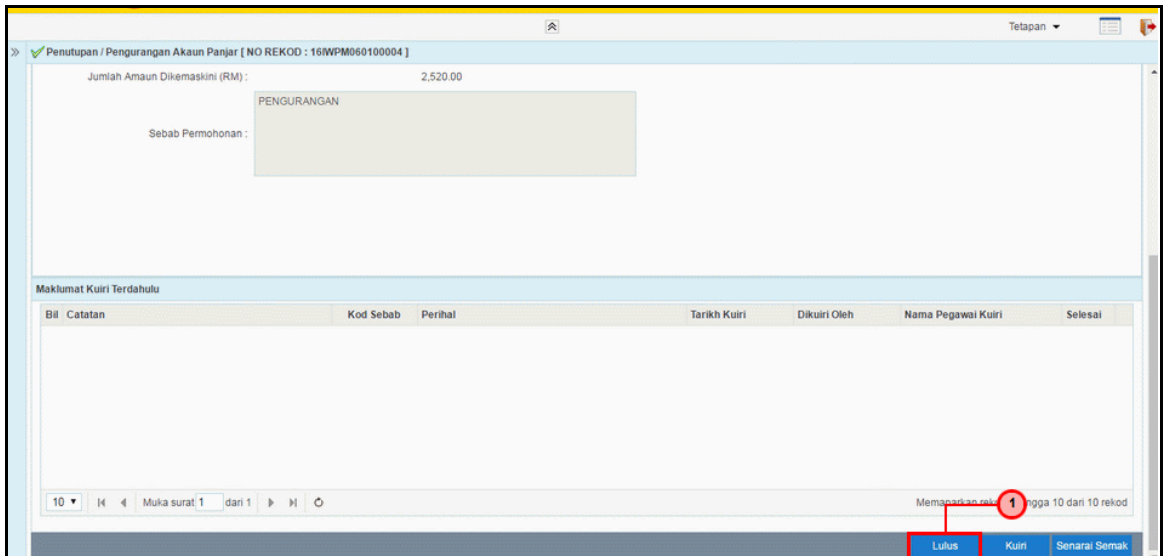 Tetapan
Penutupan / Pengurangan Akaun Panjar [ NO REKOD : 16IWPM060100004 ]
Jumlah Amaun Dikemaskini (RM) : 2,520.00
Sebab Permohonan : PENGURANGAN
Maklumat Kuiri Terdahulu
Bil Catatan Kod Sebab Perihal Tarikh Kuiri Dikuiri Oleh Nama Pegawai Kuiri Selesai
10 Muka surat 1 dari 1 Memaparkan 1 10 dari 10 rekod
Lulus Kuiri Senarai Semak